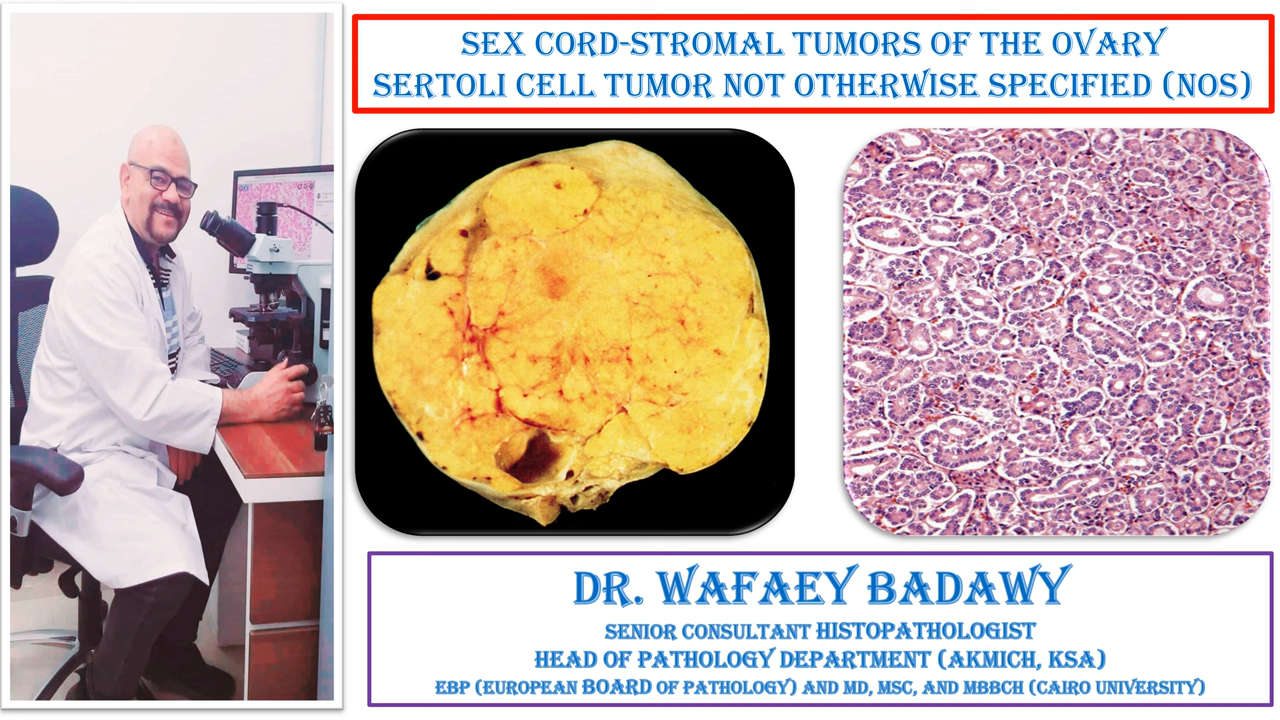 SEX CORD-STROMAL TUMORS OF THE OVARY
SERTOLI CELL TUMOR NOT OTHERWISE SPECIFIED (NOS)
DR. WAFAEY BADAWY
SENIOR CONSULTANT HISTOPATHOLOGIST
HEAD OF PATHOLOGY DEPARTMENT (AKMICH, KSA)
EBP (EUROPEAN BOARD OF PATHOLOGY) AND MD, MSC, AND MBBCH (CAIRO UNIVERSITY)